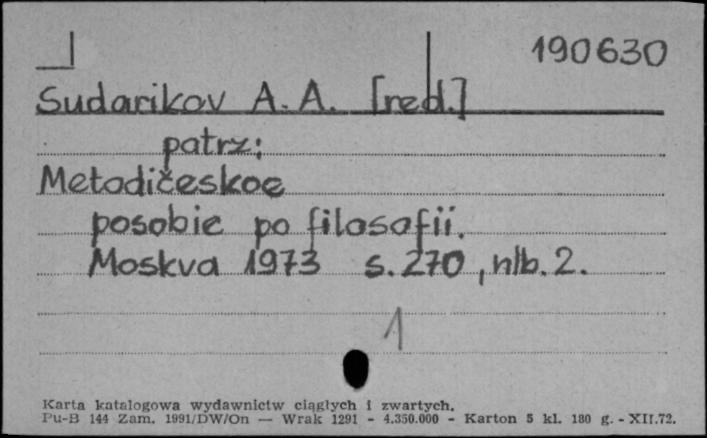 190630
Sudarikov A. A. [red.]
patrz:
Metodičeskoe
posobie po filosofii.
Moskva 1973 s. 270, nlb. 2.
1
Karta katalogowa wydawnictw ciągłych i zwartych.
Pu-B 144 Zam. 1991/DW/On — Wrak 1291 - 4.350.000 - Karton 5 kl. 180 g. - XII.72.